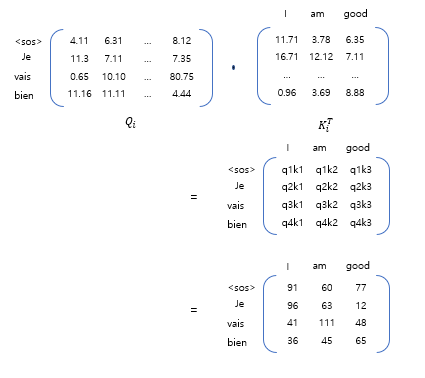 I am good
<sos> 4.11 6.31 ... 8.12 11.71 3.78 6.35
Je 11.3 7.11 ... 7.35 16.71 12.12 7.11
vais 0.65 10.10 ... 80.75 ... ... ...
bien 11.16 11.11 ... 4.44 0.96 3.69 8.88
Qi KiT
I am good
<sos> q1k1 q1k2 q1k3
Je q2k1 q2k2 q2k3
= vais q3k1 q3k2 q3k3
bien q4k1 q4k2 q4k3
I am good
<sos> 91 60 77
Je 96 63 12
= vais 41 111 48
bien 36 45 65